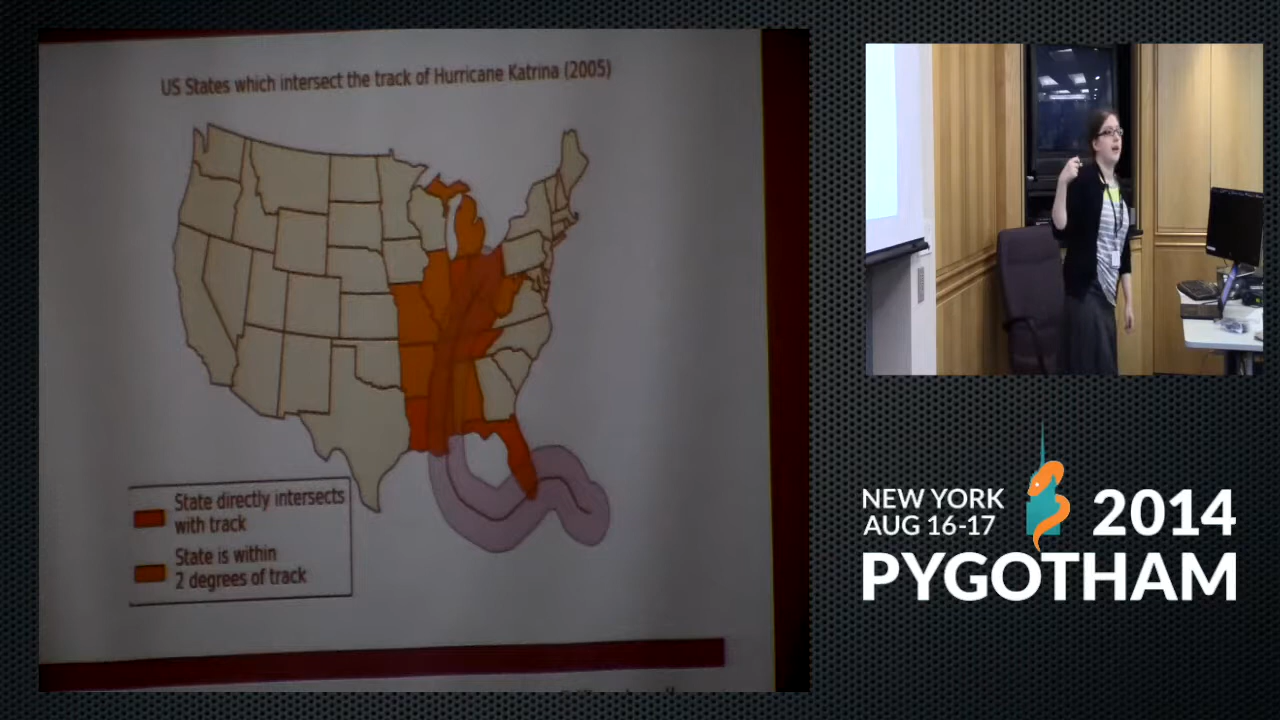 US States which intersect the track of Hurricane Katrina (2005)
State directly intersects
with track
State is within
2 degrees of track
NEW YORK
AUG 16-17
2014
PYGOTHAM